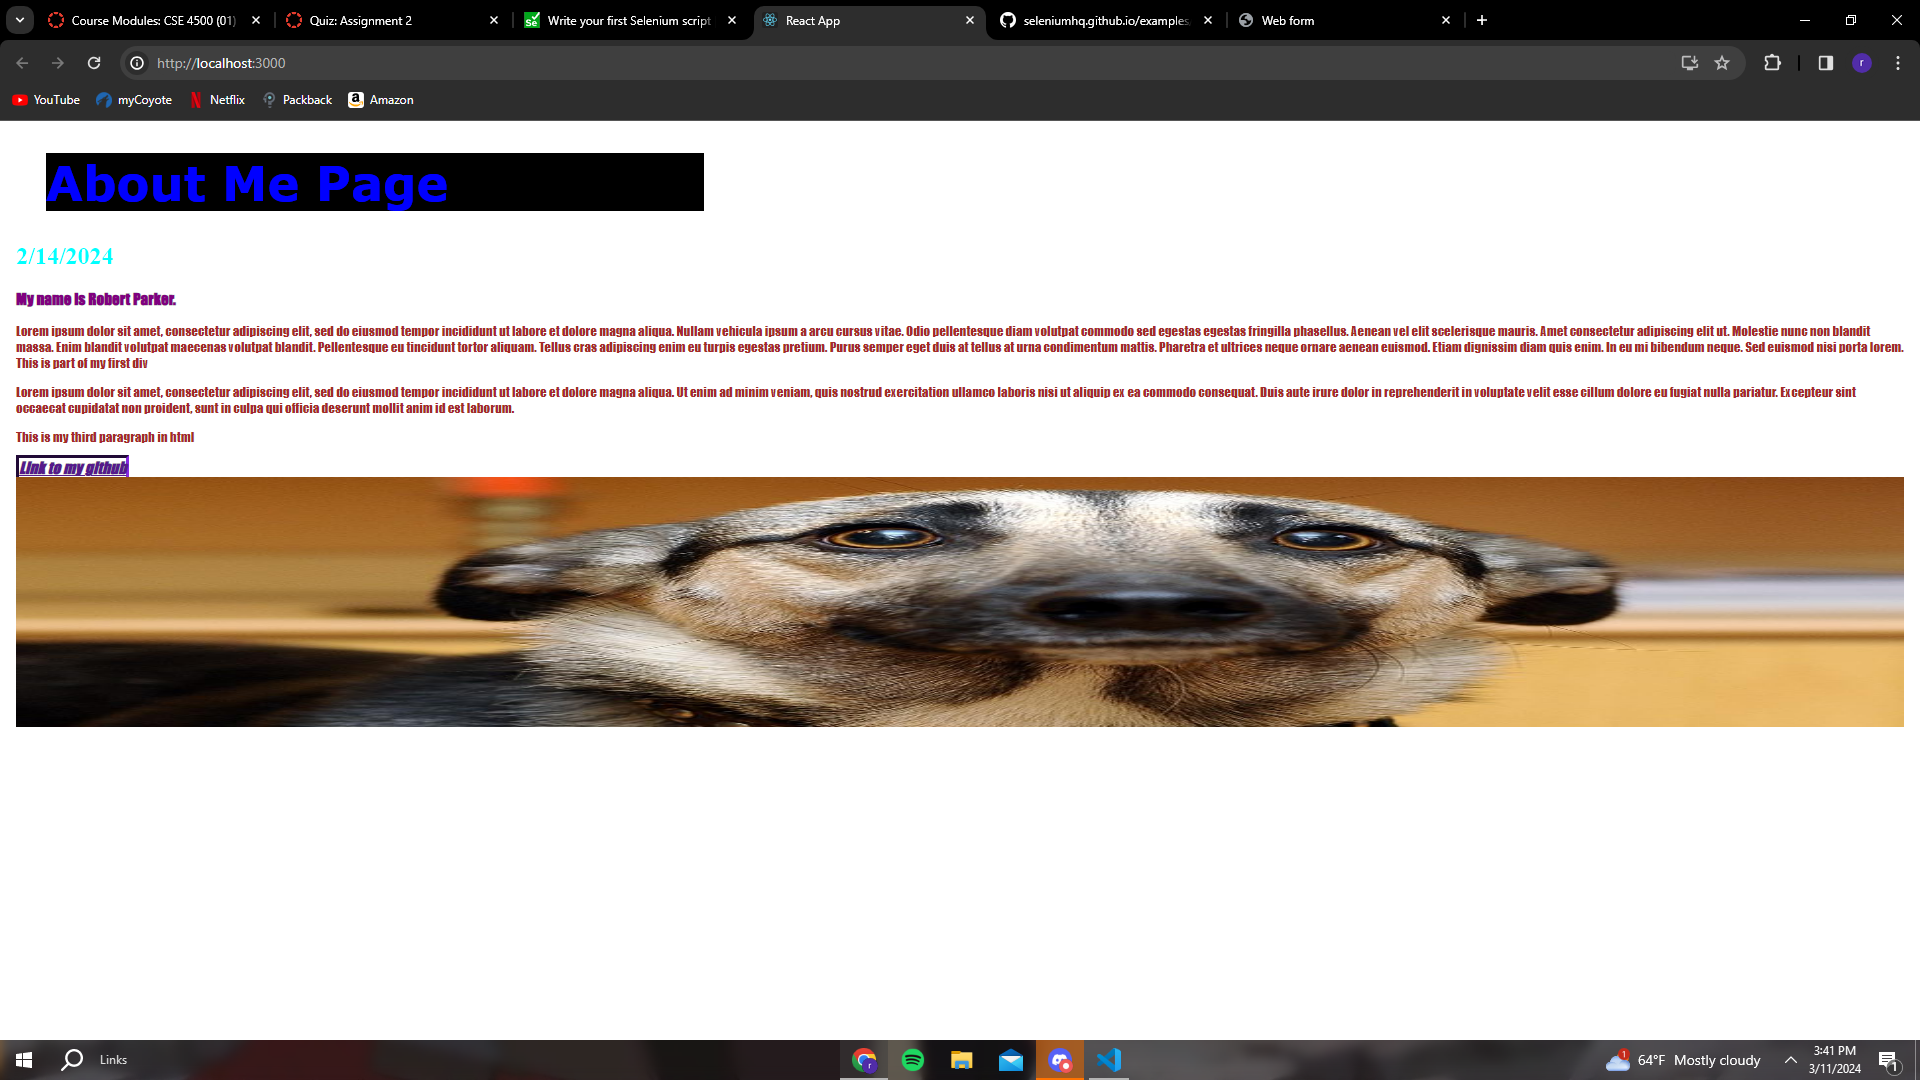 Course Modules: CSE 4500 (01)
Quiz: Assignment 2
Write your first Selenium script
React App
seleniumhq.github.io/examples
Web form
http://localhost:3000
r
YouTube
myCoyote
Netflix
Packback
Amazon
About Me Page
2/14/2024
My name is Robert Parker.
Lorem ipsum dolor sit amet, consectetur adipiscing elit, sed do eiusmod tempor incididunt ut labore et dolore magna aliqua. Nullam vehicula ipsum a arcu cursus vitae. Odio pellentesque diam volutpat commodo sed egestas egestas fringilla phasellus. Aenean vel elit scelerisque mauris. Amet consectetur adipiscing elit ut. Molestie nunc non blandit
massa. Enim blandit volutpat maecenas volutpat blandit. Pellentesque eu tincidunt tortor aliquam. Tellus cras adipiscing enim eu turpis egestas pretium. Purus semper eget duis at tellus at urna condimentum mattis. Pharetra et ultrices neque ornare aenean euismod. Etiam dignissim diam quis enim. In eu mi bibendum neque. Sed euismod nisi porta lorem.
This is part of my first div
Lorem ipsum dolor sit amet, consectetur adipiscing elit, sed do eiusmod tempor incididunt ut labore et dolore magna aliqua. Ut enim ad minim veniam, quis nostrud exercitation ullamco laboris nisi ut aliquip ex ea commodo consequat. Duis aute irure dolor in reprehenderit in voluptate velit esse cillum dolore eu fugiat nulla pariatur. Excepteur sint
occaecat cupidatat non proident, sunt in culpa qui officia deserunt mollit anim id est laborum.
This is my third paragraph in html
Link to my github
Links
1
64°F Mostly cloudy
3:41 PM
3/11/2024
1